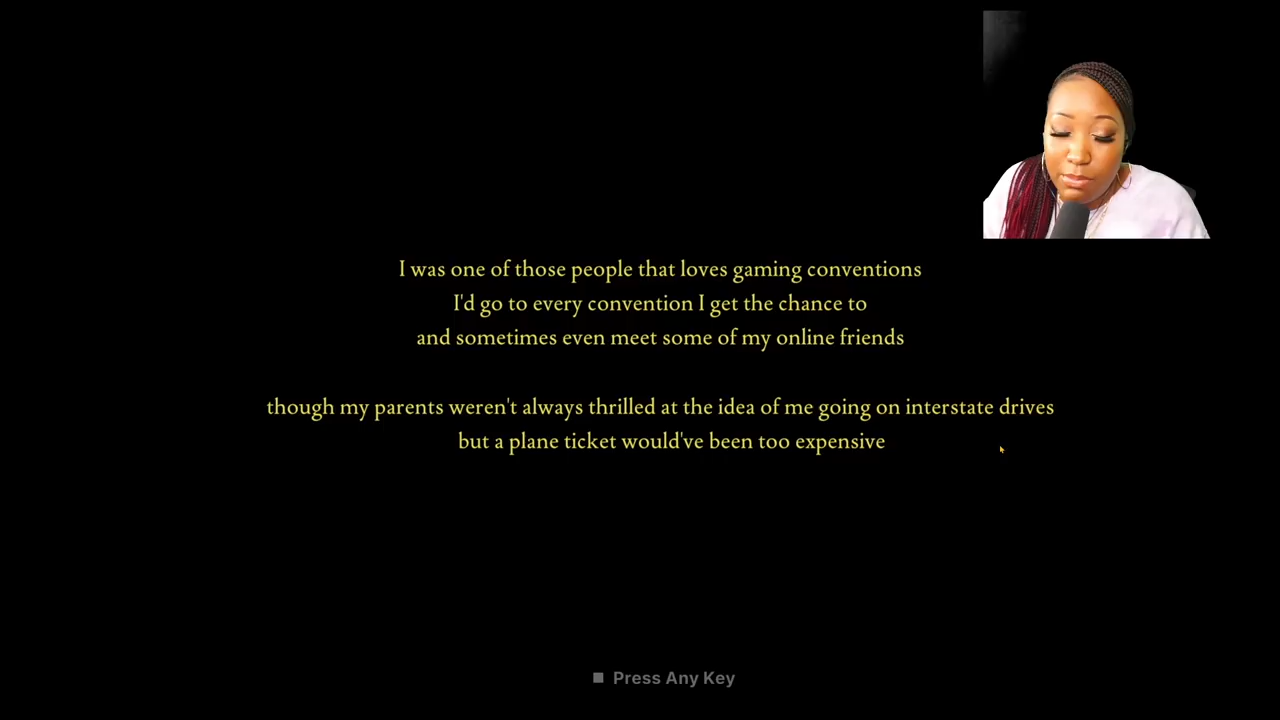 I was one of those people that loves gaming conventions
I'd go to every convention I get the chance to
and sometimes even meet some of my online friends
though my parents weren't always thrilled at the idea of me going on interstate drives
but a plane ticket would've been too expensive
Press Any Key